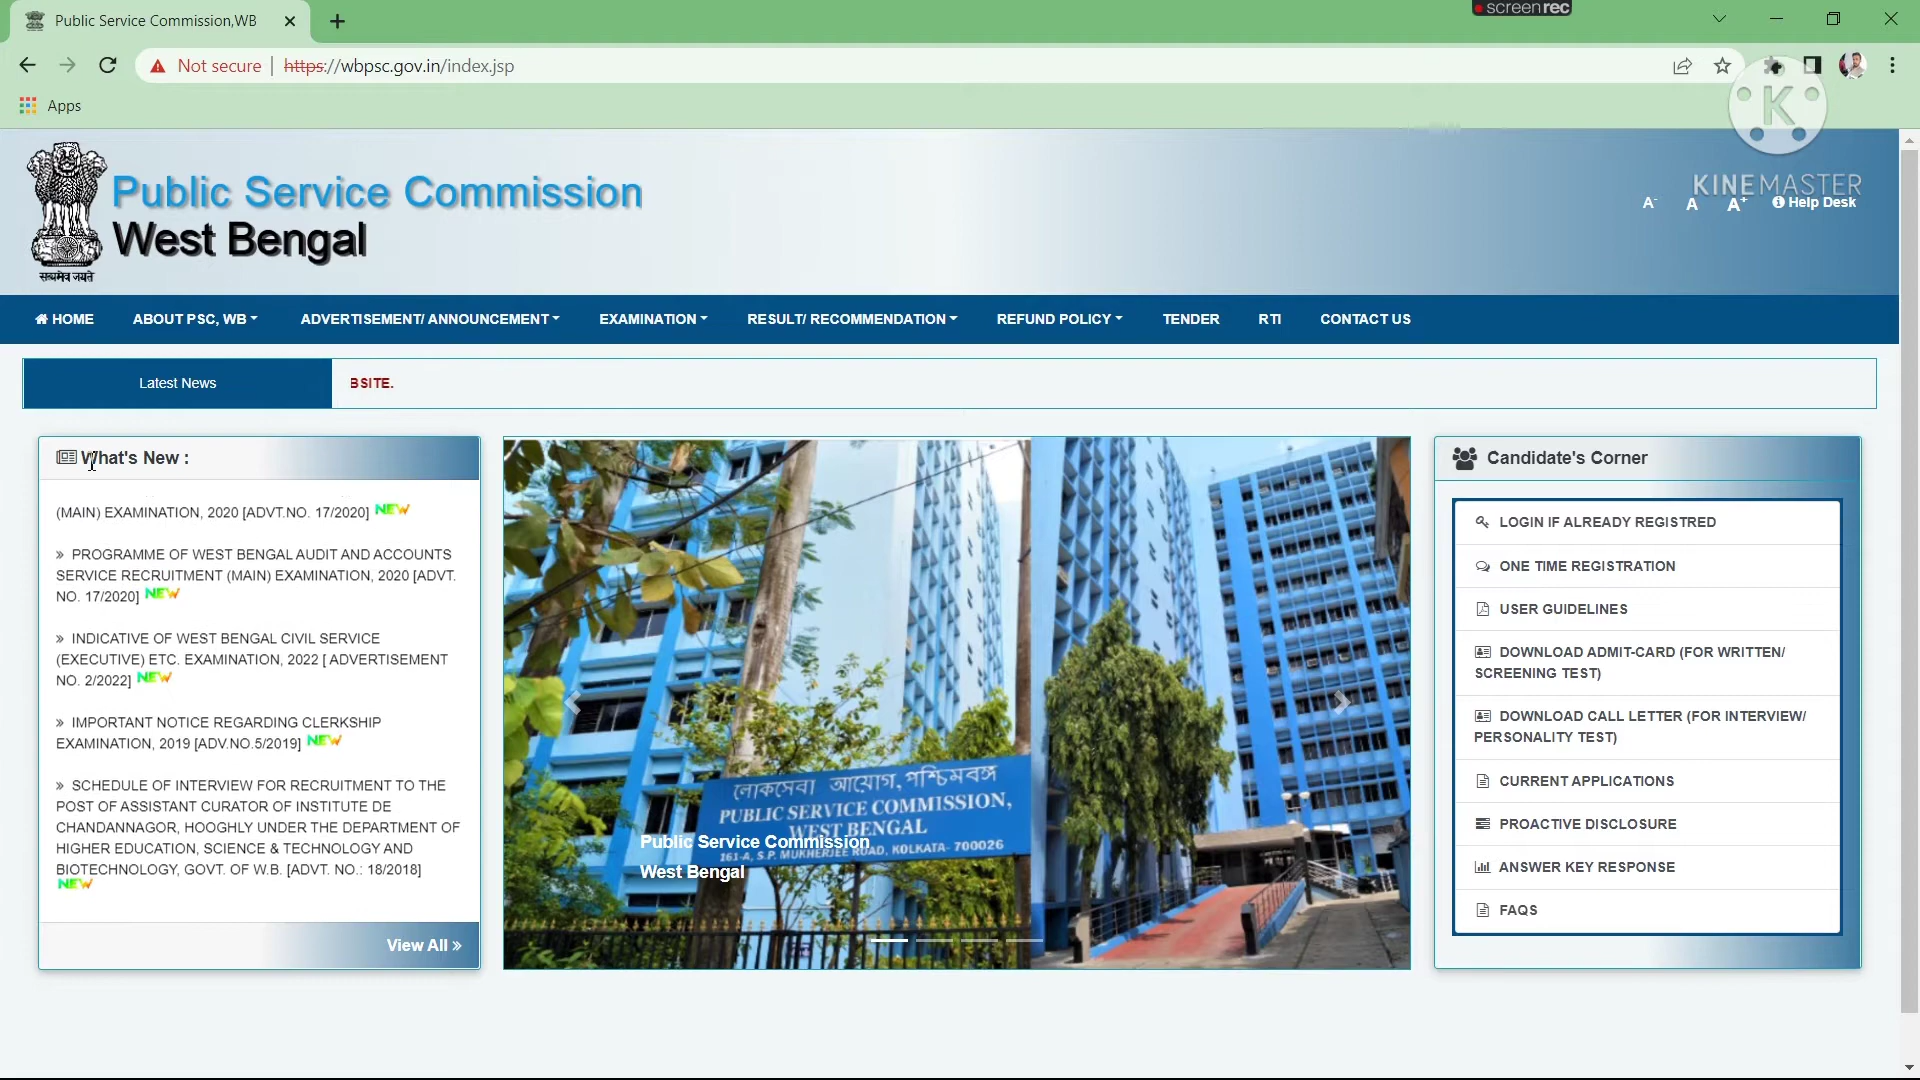 screenrec
Public Service Commission,WB
Not secure
https://wbpsc.gov.in/index.jsp
Apps
K
KINEMASTER
Public Service Commission
West Bengal
सत्यमेव जयते
A- A A+ Help Desk
HOME ABOUT PSC, WB ADVERTISEMENT/ ANNOUNCEMENT EXAMINATION RESULT/ RECOMMENDATION REFUND POLICY TENDER RTI CONTACT US
Latest News
BSITE.
What's New :
(MAIN) EXAMINATION, 2020 [ADVT.NO. 17/2020] NEW
» PROGRAMME OF WEST BENGAL AUDIT AND ACCOUNTS
SERVICE RECRUITMENT (MAIN) EXAMINATION, 2020 [ADVT.
NO. 17/2020] NEW
» INDICATIVE OF WEST BENGAL CIVIL SERVICE
(EXECUTIVE) ETC. EXAMINATION, 2022 [ ADVERTISEMENT
NO. 2/2022] NEW
» IMPORTANT NOTICE REGARDING CLERKSHIP
EXAMINATION, 2019 [ADV.NO.5/2019] NEW
» SCHEDULE OF INTERVIEW FOR RECRUITMENT TO THE
POST OF ASSISTANT CURATOR OF INSTITUTE DE
CHANDANNAGOR, HOOGHLY UNDER THE DEPARTMENT OF
HIGHER EDUCATION, SCIENCE & TECHNOLOGY AND
BIOTECHNOLOGY, GOVT. OF W.B. [ADVT. NO.: 18/2018]
NEW
View All »
লোকসেবা আয়োগ, পশ্চিমবঙ্গ
PUBLIC SERVICE COMMISSION,
WEST BENGAL
161-A, S.P. MUKHERJEE ROAD, KOLKATA- 700026
Public Service Commission
West Bengal
Candidate's Corner
LOGIN IF ALREADY REGISTRED
ONE TIME REGISTRATION
USER GUIDELINES
DOWNLOAD ADMIT-CARD (FOR WRITTEN/
SCREENING TEST)
DOWNLOAD CALL LETTER (FOR INTERVIEW/
PERSONALITY TEST)
CURRENT APPLICATIONS
PROACTIVE DISCLOSURE
ANSWER KEY RESPONSE
FAQS